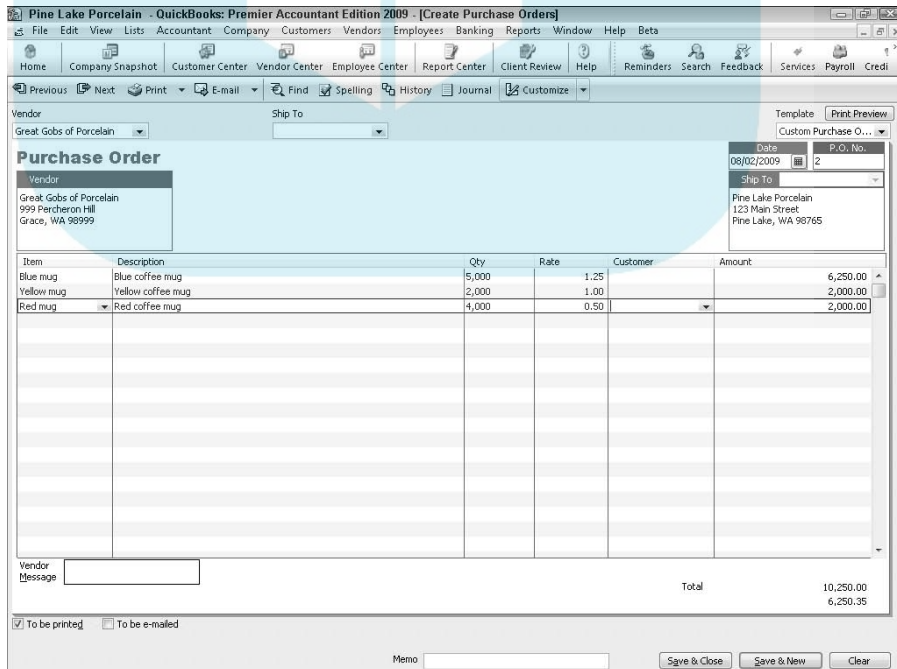 Pine Lake Porcelain - QuickBooks: Premier Accountant Edition 2009 - [Create Purchase Orders]
File Edit View Lists Accountant Company Customers Vendors Employees Banking Reports Window Help Beta
Home Company Snapshot Customer Center Vendor Center Employee Center Report Center Client Review Help Reminders Search Feedback Services Payroll Credi
Previous Next Print E-mail Find Spelling History Journal Customize
Vendor Ship To Template Print Preview
Great Gobs of Porcelain Custom Purchase O...
Purchase Order
Date P.O. No.
08/02/2009 2
Vendor Ship To
Great Gobs of Porcelain
999 Percheron Hill
Grace, WA 98999
Pine Lake Porcelain
123 Main Street
Pine Lake, WA 98765
Item Description Qty Rate Customer Amount
Blue mug Blue coffee mug 5,000 1.25 6,250.00
Yellow mug Yellow coffee mug 2,000 1.00 2,000.00
Red mug Red coffee mug 4,000 0.50 2,000.00
Vendor
Message
Total 10,250.00
6,250.35
To be printed To be e-mailed
Memo Save & Close Save & New Clear